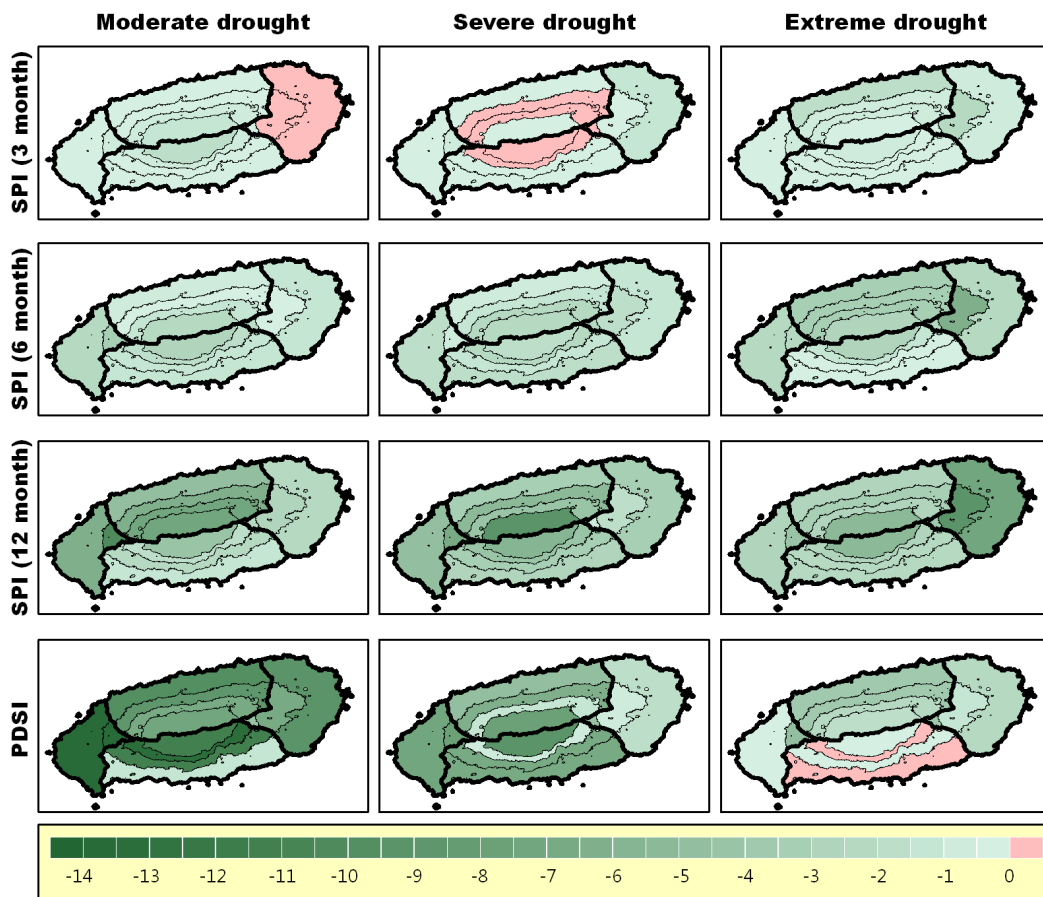 Moderate drought Severe drought Extreme drought
SPI (3 month)
SPI (6 month)
SPI (12 month)
PDSI
-14 -13 -12 -11 -10 -9 -8 -7 -6 -5 -4 -3 -2 -1 0